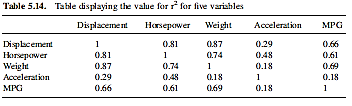 Table 5.14. Table displaying the value for r² for five variables
Displacement Horsepower Weight Acceleration MPG
Displacement 1 0.81 0.87 0.29 0.66
Horsepower 0.81 1 0.74 0.48 0.61
Weight 0.87 0.74 1 0.18 0.69
Acceleration 0.29 0.48 0.18 1 0.18
MPG 0.66 0.61 0.69 0.18 1